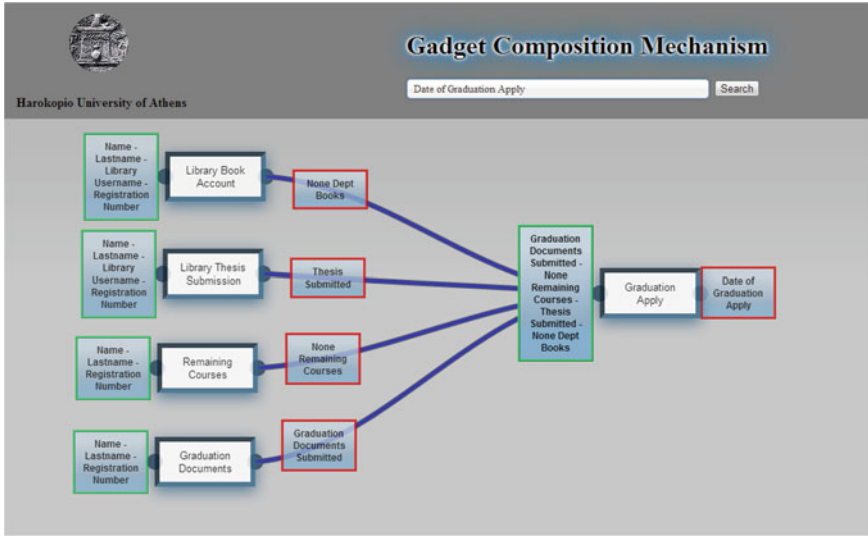 Gadget Composition Mechanism
Harokopio University of Athens
Date of Graduation Apply
Search
Name -
Lastname -
Library
Username -
Registration
Number
Library Book
Account
None Dept
Books
Name -
Lastname -
Library
Username -
Registration
Number
Library Thesis
Submission
Thesis
Submitted
Name -
Lastname -
Registration
Number
Remaining
Courses
None
Remaining
Courses
Name -
Lastname -
Registration
Number
Graduation
Documents
Graduation
Documents
Submitted
Graduation
Documents
Submitted -
None
Remaining
Courses -
Thesis
Submitted -
None Dept
Books
Graduation
Apply
Date of
Graduation
Apply